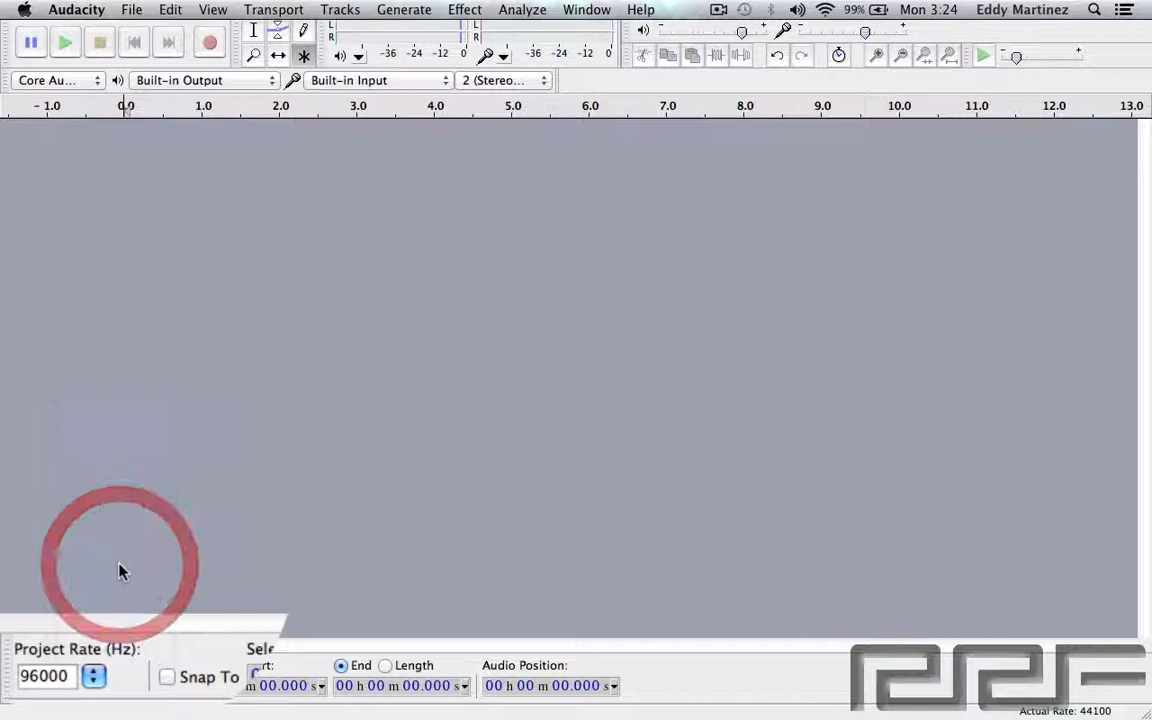 Audacity File Edit View Transport Tracks Generate Effect Analyze Window Help 99% Mon 3:24 Eddy Martinez
L R -36 -24 -12 0 L R -36 -24 -12 0 - + - +
- +
Core Au... Built-in Output Built-in Input 2 (Stereo...
- 1.0 0.0 1.0 2.0 3.0 4.0 5.0 6.0 7.0 8.0 9.0 10.0 11.0 12.0 13.0
Project Rate (Hz): Sele rt: End Length Audio Position:
96000 Snap To 0 m 00.000 s 00 h 00 m 00.000 s 00 h 00 m 00.000 s
Actual Rate: 44100